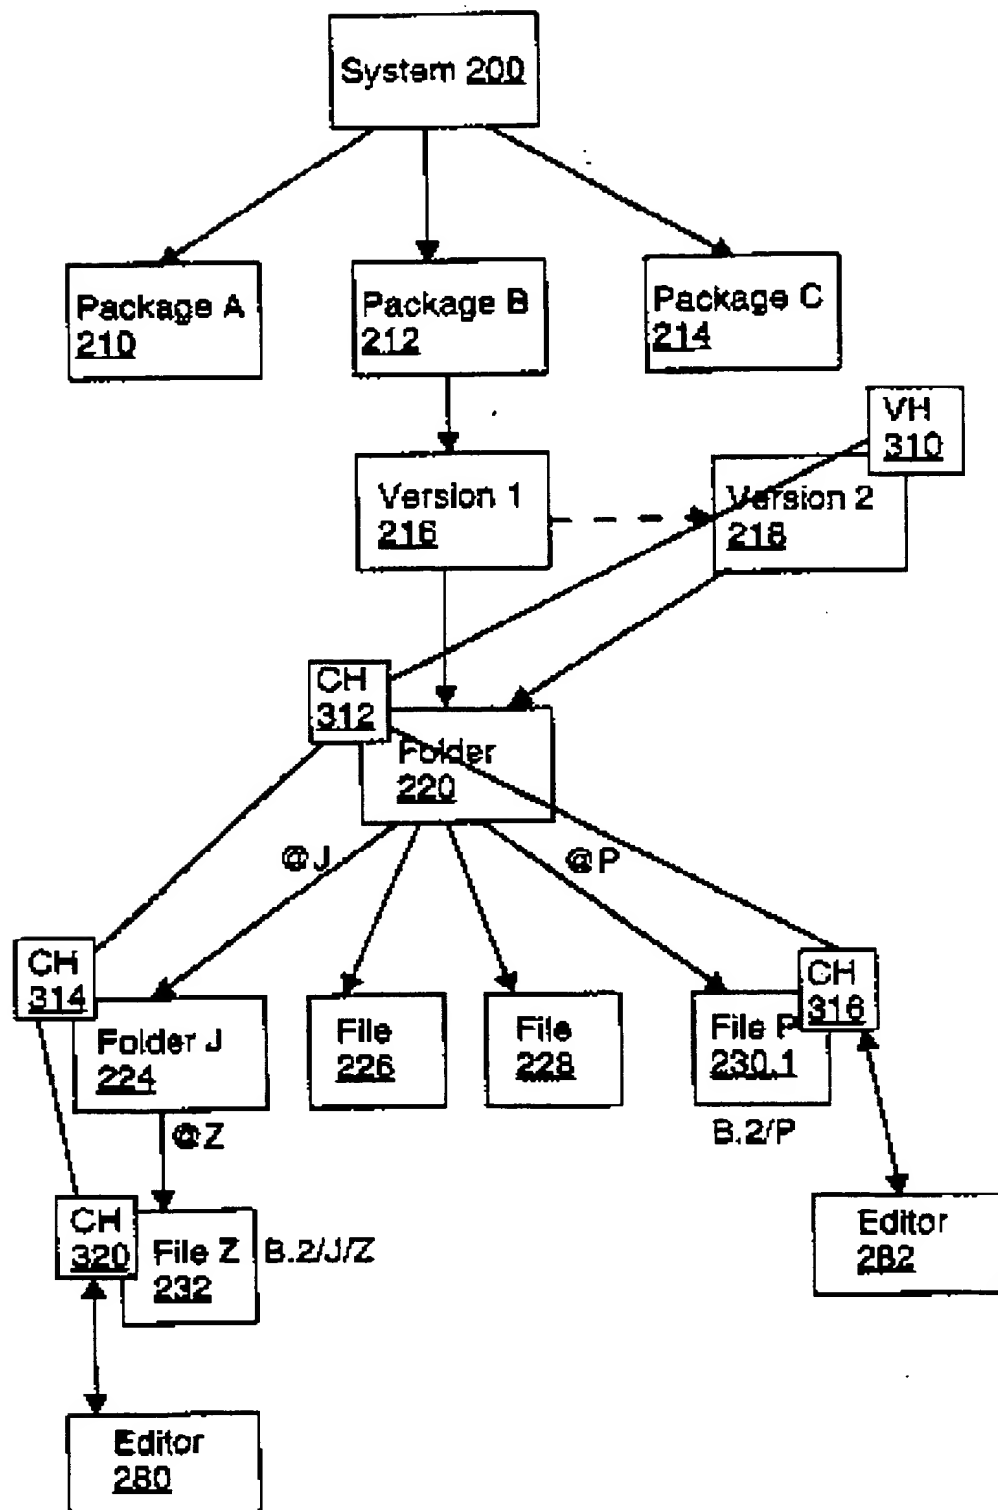 System 200
Package A
210
Package B
212
Package C
214
VH
310
Version 1
216
Version 2
218
CH
312
Folder
220
@J
@P
CH
314
Folder J
224
File
226
File
228
File P
230.1
CH
316
@Z
B.2/P
CH
320
File Z
232
B.2/J/Z
Editor
282
Editor
280